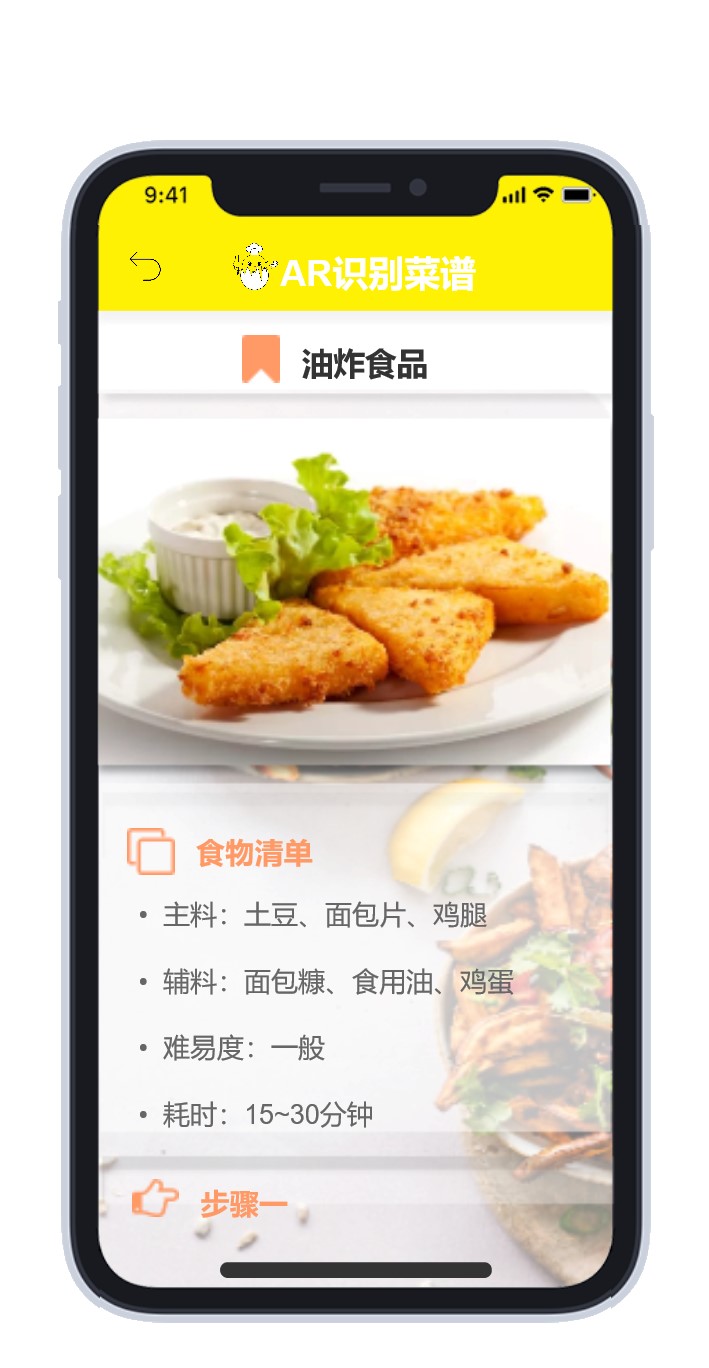 9:41
AR识别菜谱
油炸食品
食物清单
• 主料：土豆、面包片、鸡腿
• 辅料：面包糠、食用油、鸡蛋
• 难易度：一般
• 耗时：15~30分钟
步骤一